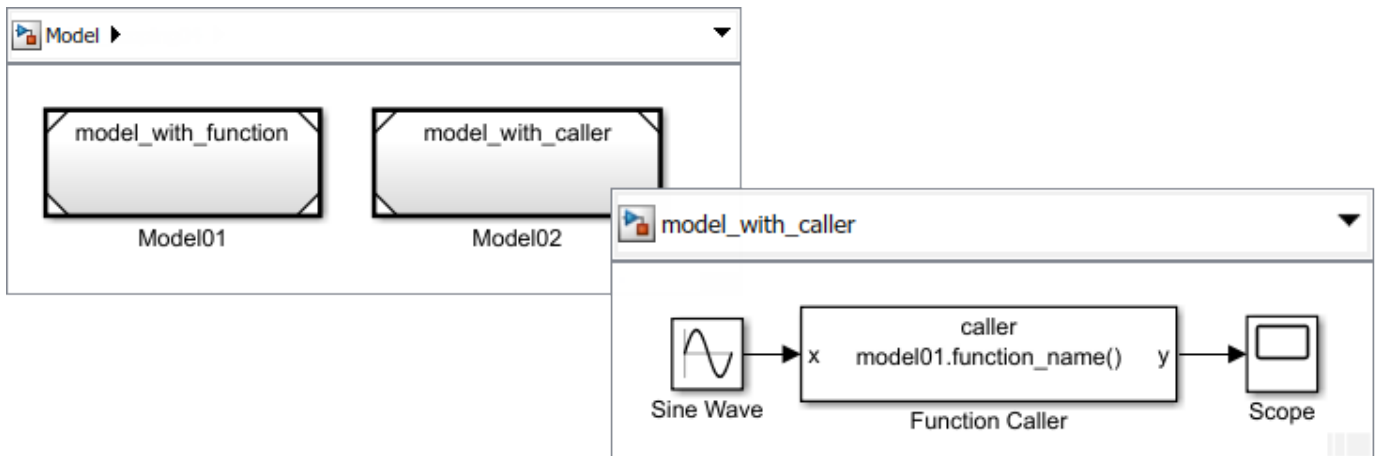 Model
model_with_function
model_with_caller
Model01
Model02
model_with_caller
caller
x
model01.function_name()
y
Sine Wave
Function Caller
Scope